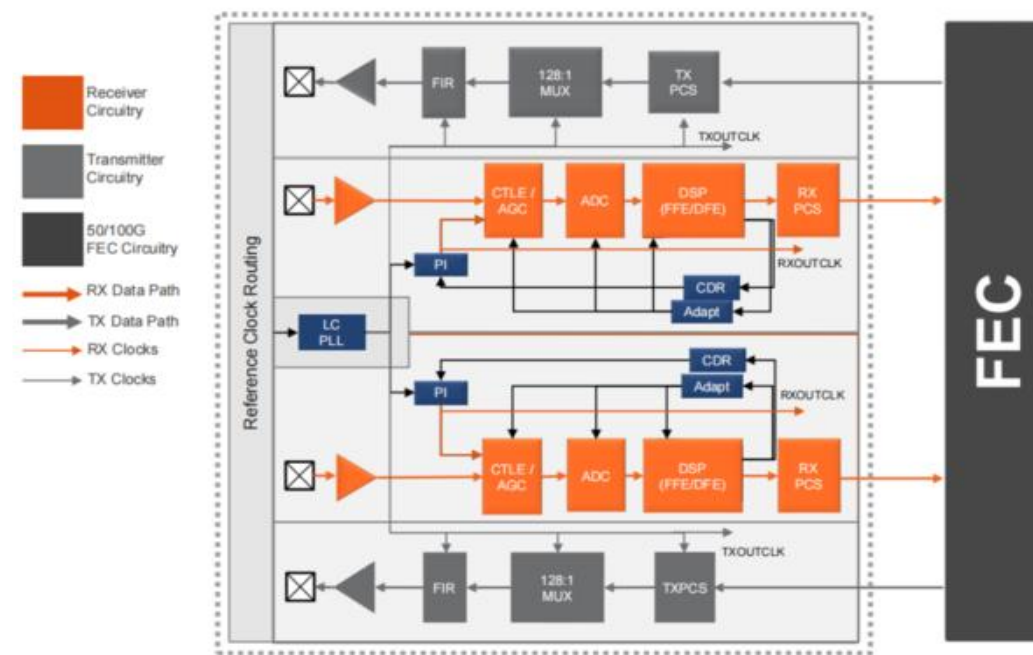 Receiver
Circuitry
Transmitter
Circuitry
50/100G
FEC Circuitry
RX Data Path
TX Data Path
RX Clocks
TX Clocks
Reference Clock Routing
FIR
128:1
MUX
TX
PCS
TXOUTCLK
CTLE /
AGC
ADC
DSP
(FFE/DFE)
RX
PCS
RXOUTCLK
PI
CDR
Adapt
LC
PLL
CDR
Adapt
PI
RXOUTCLK
CTLE /
AGC
ADC
DSP
(FFE/DFE)
RX
PCS
TXOUTCLK
FIR
128:1
MUX
TXPCS
FEC